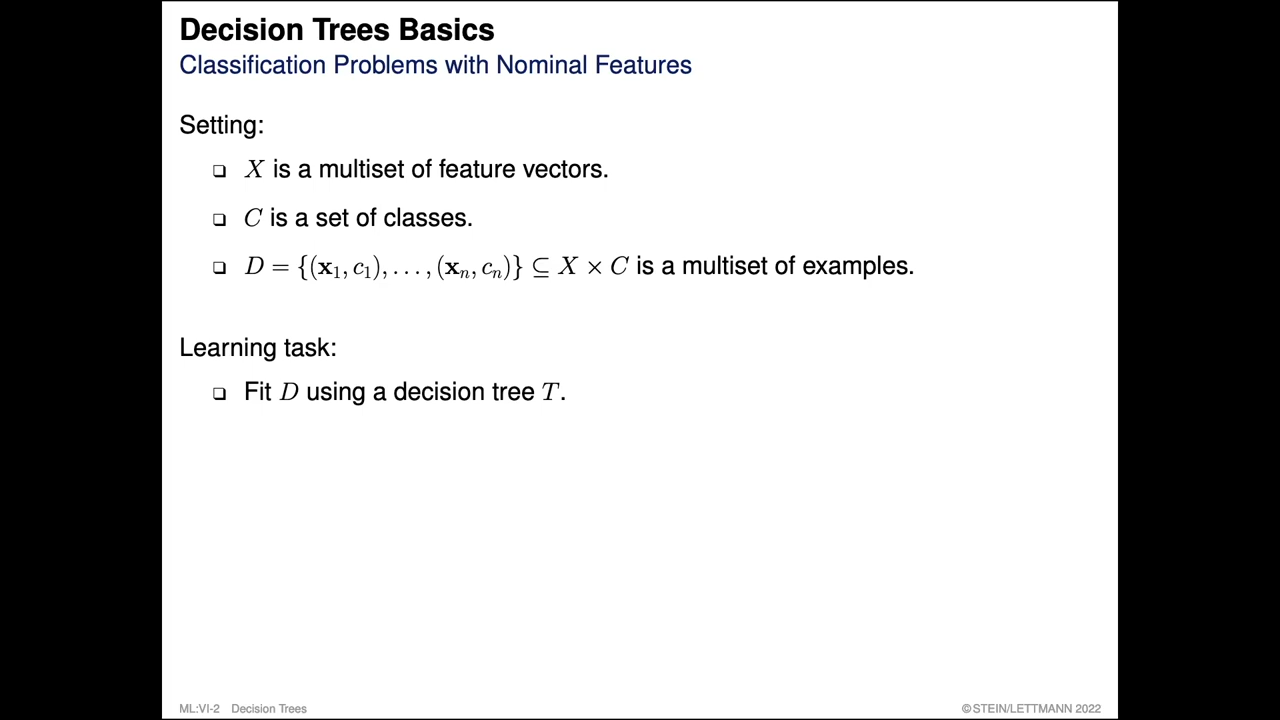 Decision Trees Basics
Classification Problems with Nominal Features
Setting:
❑ X is a multiset of feature vectors.
❑ C is a set of classes.
❑ D = {(x₁, c₁), . . . , (xₙ, cₙ)} ⊆ X × C is a multiset of examples.
Learning task:
❑ Fit D using a decision tree T.
ML:VI-2 Decision Trees
©STEIN/LETTMANN 2022